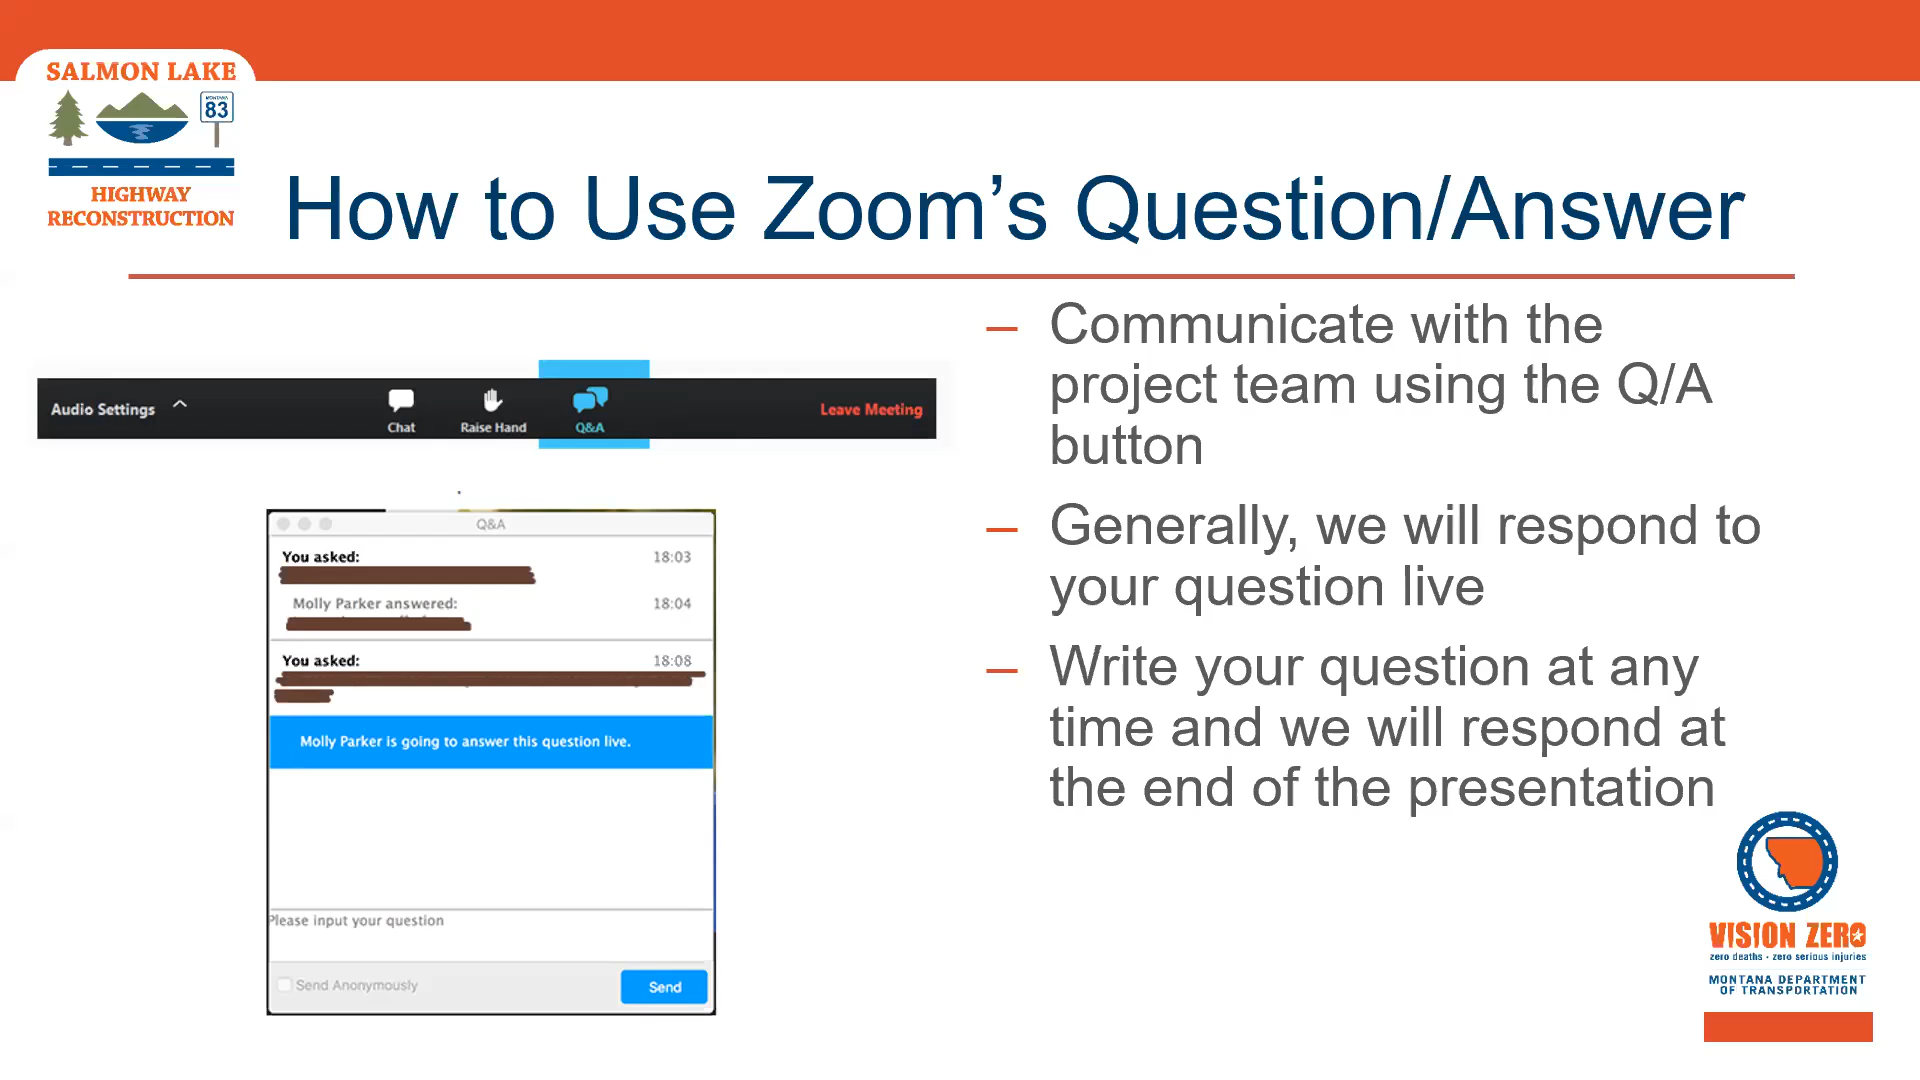 SALMON LAKE
MONTANA
83
HIGHWAY
RECONSTRUCTION
How to Use Zoom’s Question/Answer
Audio Settings
Chat
Raise Hand
Q&A
Leave Meeting
Q&A
You asked: 18:03
Molly Parker answered: 18:04
You asked: 18:08
Molly Parker is going to answer this question live.
Please input your question
Send Anonymously
Send
– Communicate with the
project team using the Q/A
button
– Generally, we will respond to
your question live
– Write your question at any
time and we will respond at
the end of the presentation
VISION ZERO
zero deaths · zero serious injuries
MONTANA DEPARTMENT
OF TRANSPORTATION